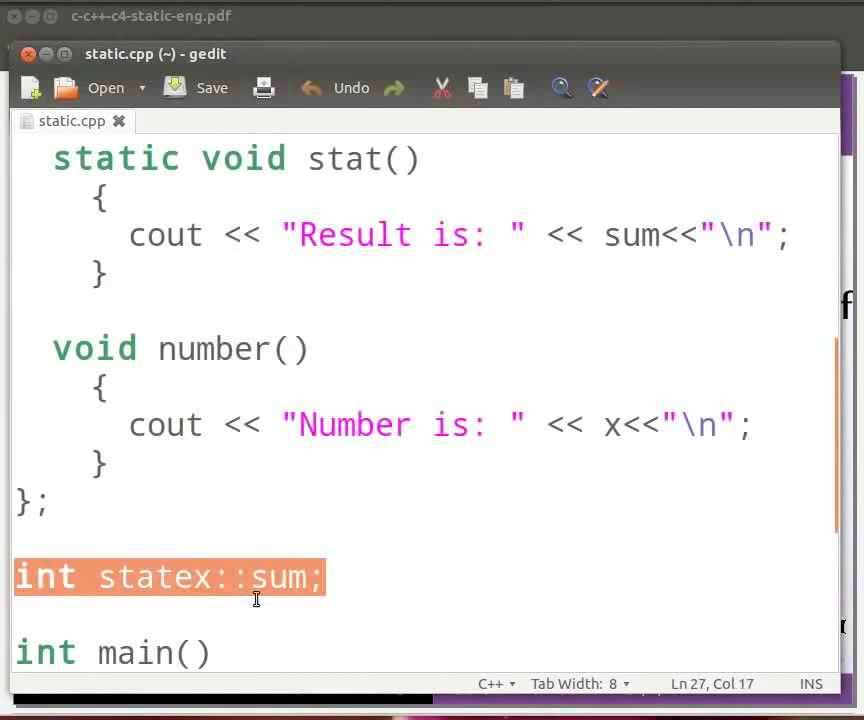 c-c++-c4-static-eng.pdf
static.cpp (~) - gedit
Open Save Undo
static.cpp
static void stat()
{
cout << "Result is: " << sum<<"\n";
}
void number()
{
cout << "Number is: " << x<<"\n";
}
};
int statex::sum;
int main()
C++ Tab Width: 8 Ln 27, Col 17 INS